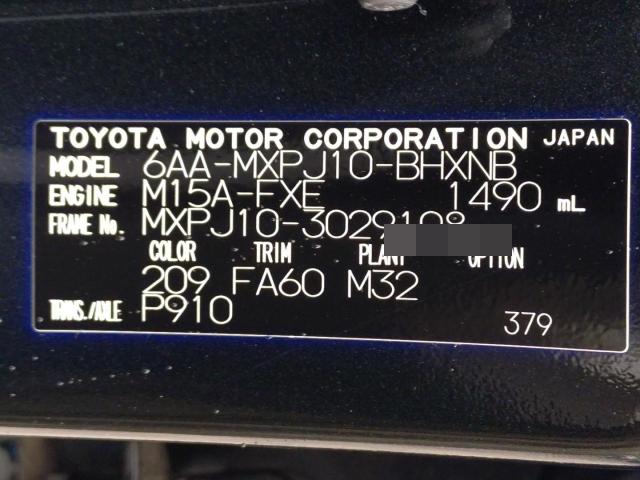 TOYOTA MOTOR CORPORATION JAPAN
MODEL 6AA-MXPJ10-BHXNB
ENGINE M15A-FXE 1490 mL
FRAME No. MXPJ10-3029108
COLOR TRIM PLANT OPTION
209 FA60 M32
TRANS./AXLE P910
379